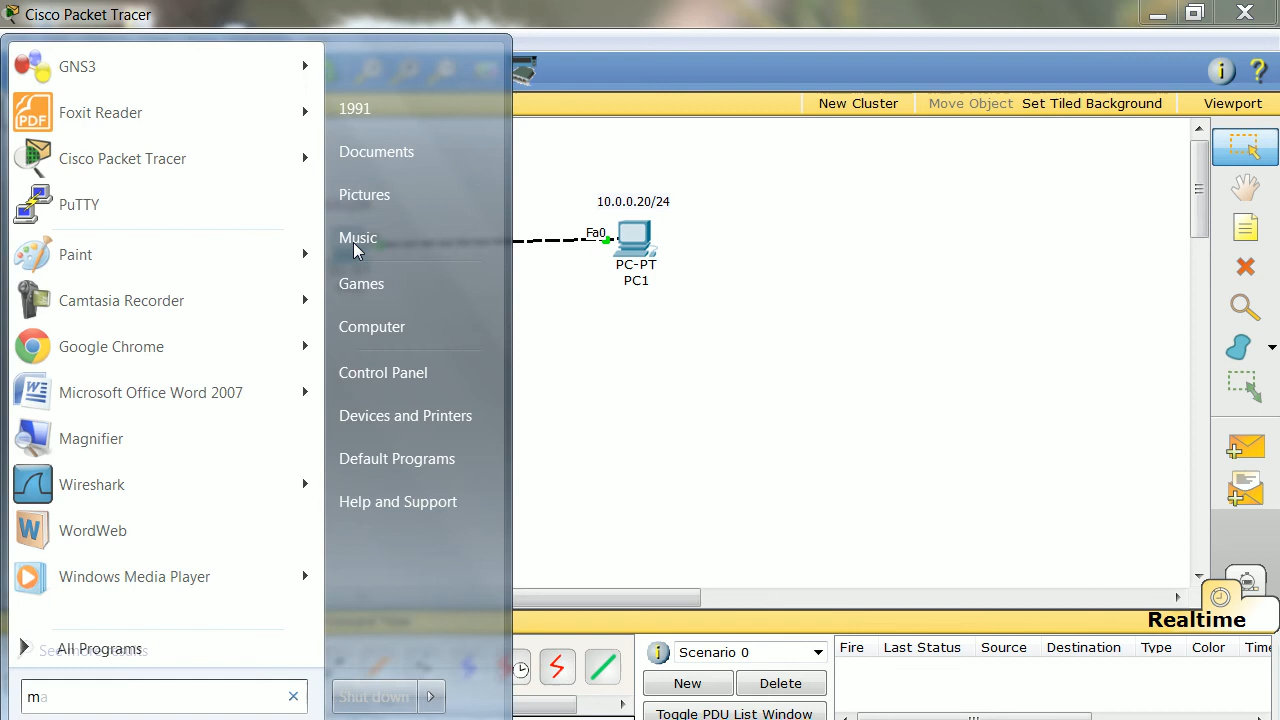 Cisco Packet Tracer
GNS3
Foxit Reader
Cisco Packet Tracer
PuTTY
Paint
Camtasia Recorder
Google Chrome
Microsoft Office Word 2007
Magnifier
Wireshark
WordWeb
Windows Media Player
All Programs
ma
1991
Documents
Pictures
Music
Games
Computer
Control Panel
Devices and Printers
Default Programs
Help and Support
Shut down
New Cluster
Move Object
Set Tiled Background
Viewport
10.0.0.20/24
Fa0
PC-PT
PC1
Realtime
Scenario 0
New
Delete
Toggle PDU List Window
Fire
Last Status
Source
Destination
Type
Color
PDF